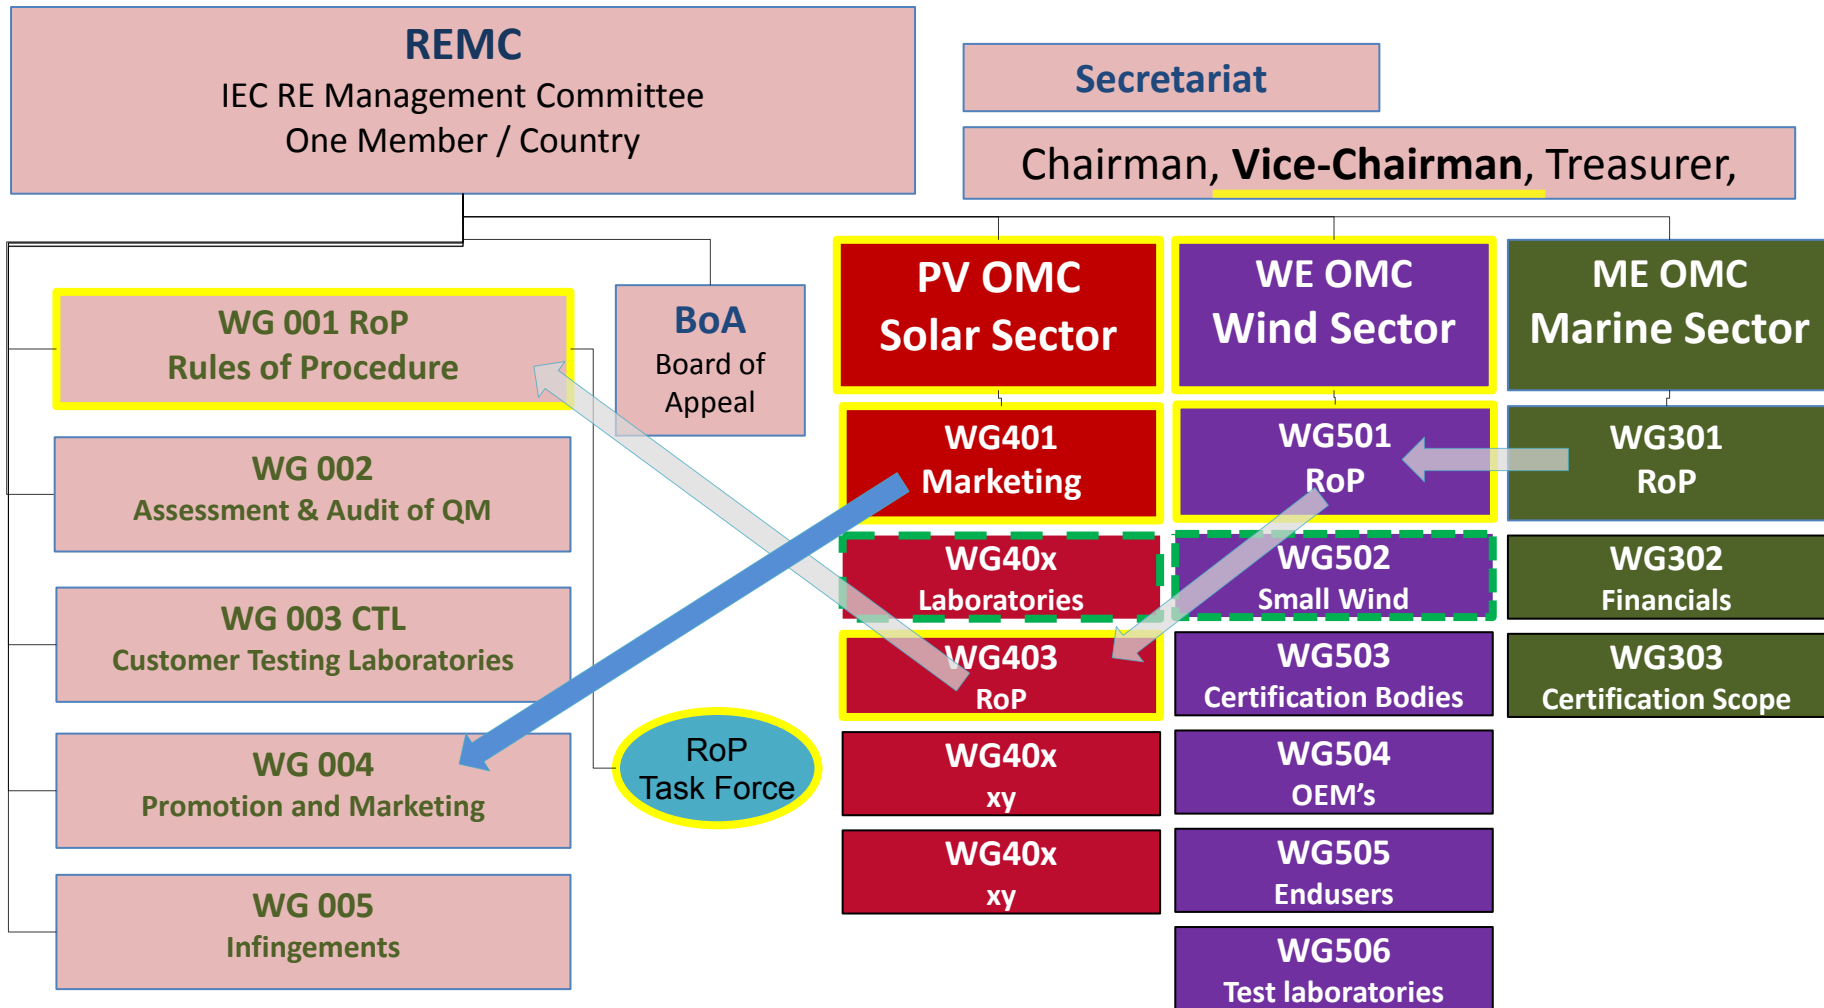 REMC
IEC RE Management Committee
One Member / Country
Secretariat
Chairman, Vice-Chairman, Treasurer,
WG 001 RoP
Rules of Procedure
WG 002
Assessment & Audit of QM
WG 003 CTL
Customer Testing Laboratories
WG 004
Promotion and Marketing
WG 005
Infingements
BoA
Board of
Appeal
RoP
Task Force
PV OMC
Solar Sector
WG401
Marketing
WG40x
Laboratories
WG403
RoP
WG40x
xy
WG40x
xy
WE OMC
Wind Sector
WG501
RoP
WG502
Small Wind
WG503
Certification Bodies
WG504
OEM's
WG505
Endusers
WG506
Test laboratories
ME OMC
Marine Sector
WG301
RoP
WG302
Financials
WG303
Certification Scope